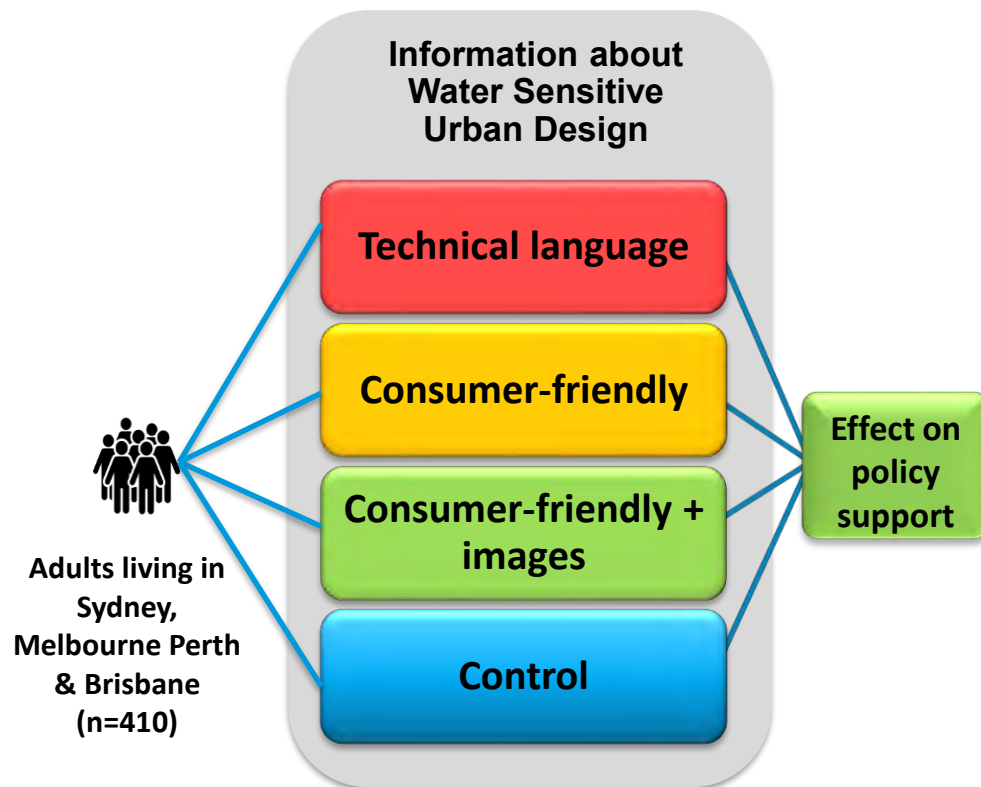 Information about
Water Sensitive
Urban Design
Technical language
Consumer-friendly
Consumer-friendly +
images
Control
Adults living in
Sydney,
Melbourne Perth
& Brisbane
(n=410)
Effect on
policy
support